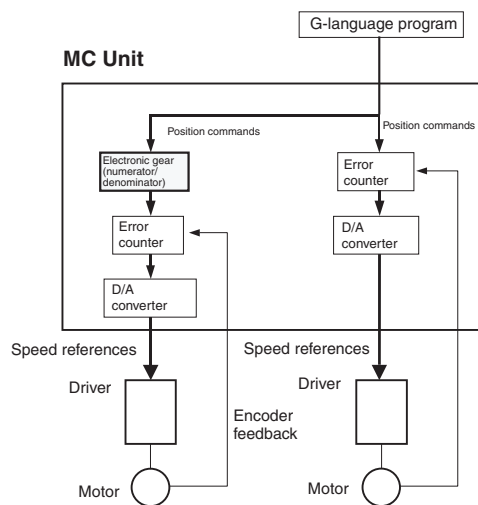 G-language program
MC Unit
Position commands
Position commands
Electronic gear
(numerator/
denominator)
Error
counter
Error
counter
D/A
converter
D/A
converter
Speed references
Speed references
Driver
Driver
Encoder
feedback
Motor
Motor